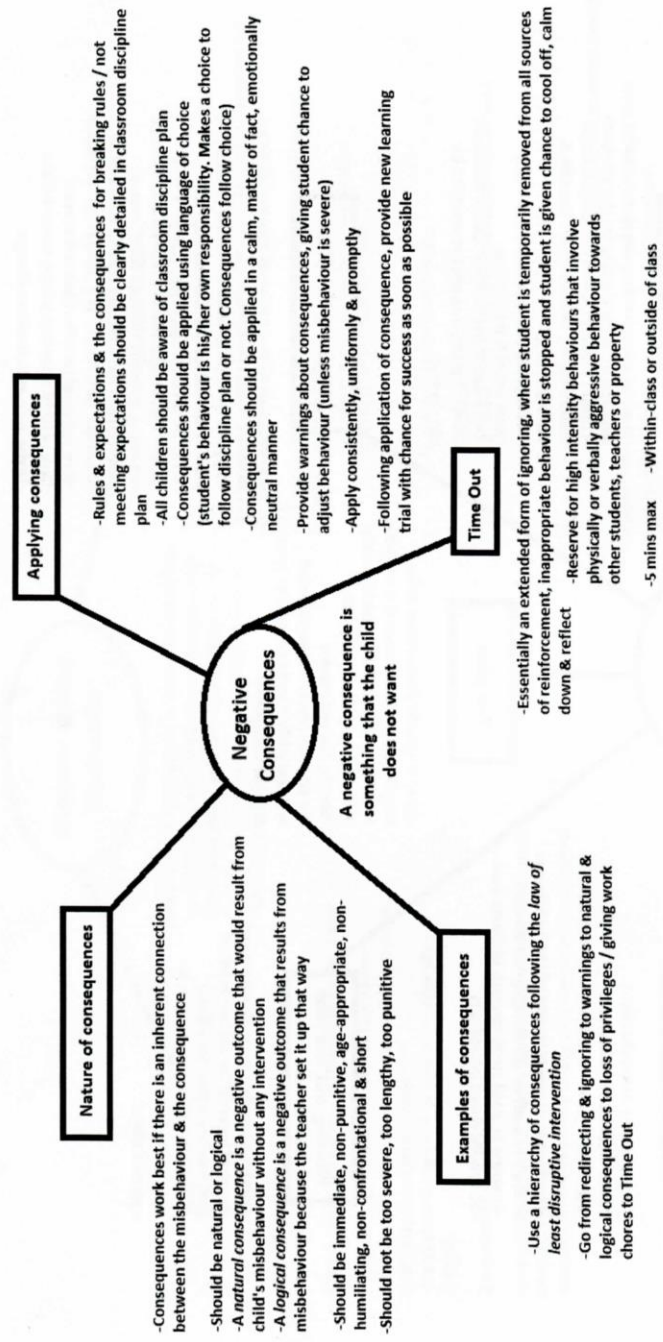 Nature of consequences
-Consequences work best if there is an inherent connection
between the misbehaviour & the consequence
-Should be natural or logical
-A natural consequence is a negative outcome that would result from
child's misbehaviour without any intervention
-A logical consequence is a negative outcome that results from
misbehaviour because the teacher set it up that way
-Should be immediate, non-punitive, age-appropriate, non-
humiliating, non-confrontational & short
-Should not be too severe, too lengthy, too punitive
Applying consequences
-Rules & expectations & the consequences for breaking rules / not
meeting expectations should be clearly detailed in classroom discipline
plan
-All children should be aware of classroom discipline plan
-Consequences should be applied using language of choice
(student's behaviour is his/her own responsibility. Makes a choice to
follow discipline plan or not. Consequences follow choice)
-Consequences should be applied in a calm, matter of fact, emotionally
neutral manner
-Provide warnings about consequences, giving student chance to
adjust behaviour (unless misbehaviour is severe)
-Apply consistently, uniformly & promptly
-Following application of consequence, provide new learning
trial with chance for success as soon as possible
Negative
Consequences
A negative consequence is
something that the child
does not want
Examples of consequences
-Use a hierarchy of consequences following the law of
least disruptive intervention
-Go from redirecting & ignoring to warnings to natural &
logical consequences to loss of privileges / giving work
chores to Time Out
Time Out
-Essentially an extended form of ignoring, where student is temporarily removed from all sources
of reinforcement, inappropriate behaviour is stopped and student is given chance to cool off, calm
down & reflect
-Reserve for high intensity behaviours that involve
physically or verbally aggressive behaviour towards
other students, teachers or property
-5 mins max -Within-class or outside of class